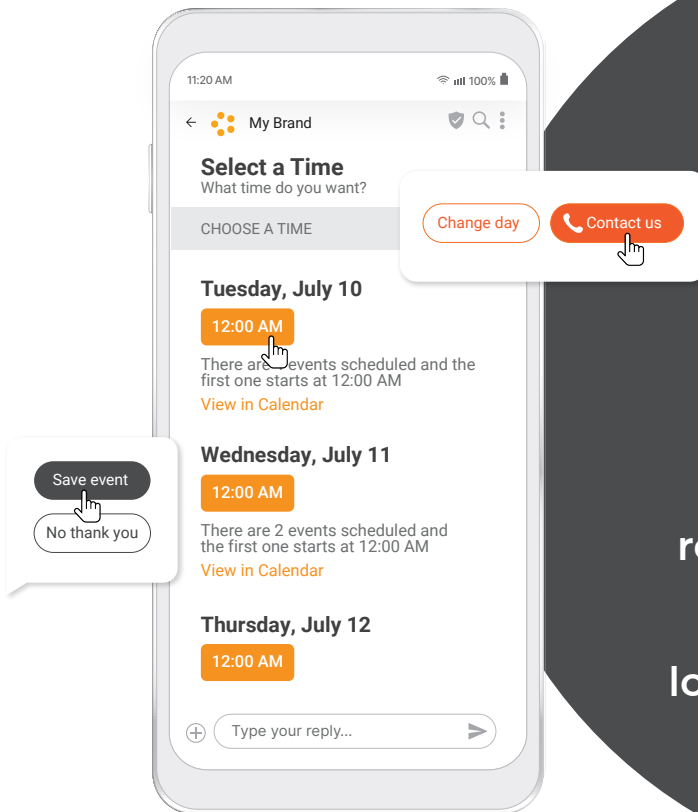 11:20 AM
100%
My Brand
Select a Time
What time do you want?
CHOOSE A TIME
Change day
Contact us
Tuesday, July 10
12:00 AM
There are events scheduled and the
first one starts at 12:00 AM
View in Calendar
Wednesday, July 11
12:00 AM
There are 2 events scheduled and
the first one starts at 12:00 AM
View in Calendar
Save event
No thank you
Thursday, July 12
12:00 AM
Type your reply...